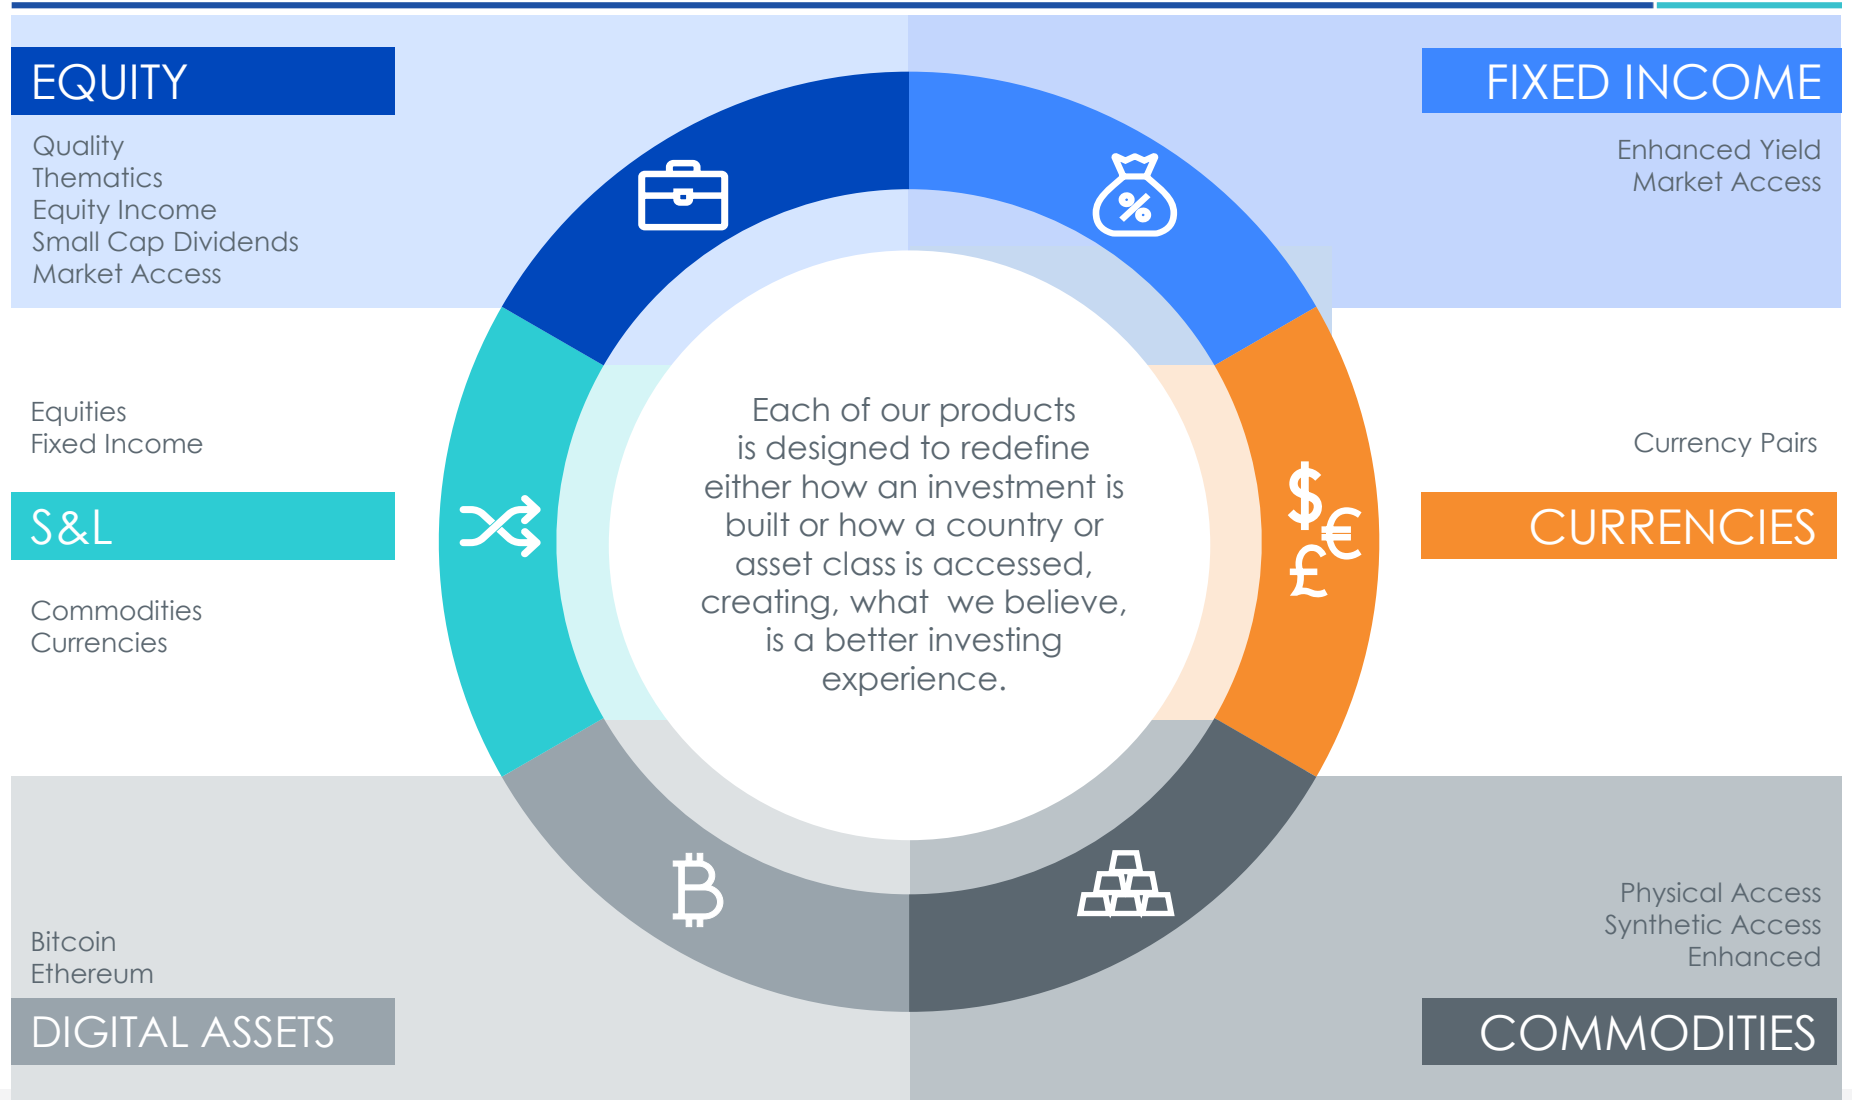 EQUITY
Quality
Thematics
Equity Income
Small Cap Dividends
Market Access
FIXED INCOME
Enhanced Yield
Market Access
Equities
Fixed Income
S&L
Commodities
Currencies
Each of our products
is designed to redefine
either how an investment is
built or how a country or
asset class is accessed,
creating, what  we believe,
is a better investing
experience.
Currency Pairs
CURRENCIES
$
€
£
%
Bitcoin
Ethereum
DIGITAL ASSETS
Physical Access
Synthetic Access
Enhanced
COMMODITIES